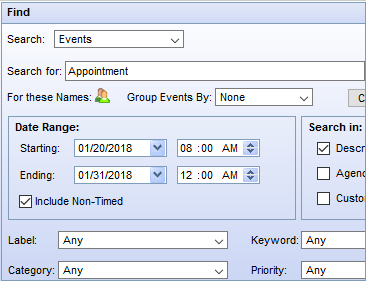 Find
Search: Events
Search for: Appointment
For these Names: Group Events By: None
Date Range: Search in:
Starting: 01/20/2018 08 :00 AM Descr
Ending: 01/31/2018 12 :00 AM Agen
Include Non-Timed Custo
Label: Any Keyword: Any
Category: Any Priority: Any